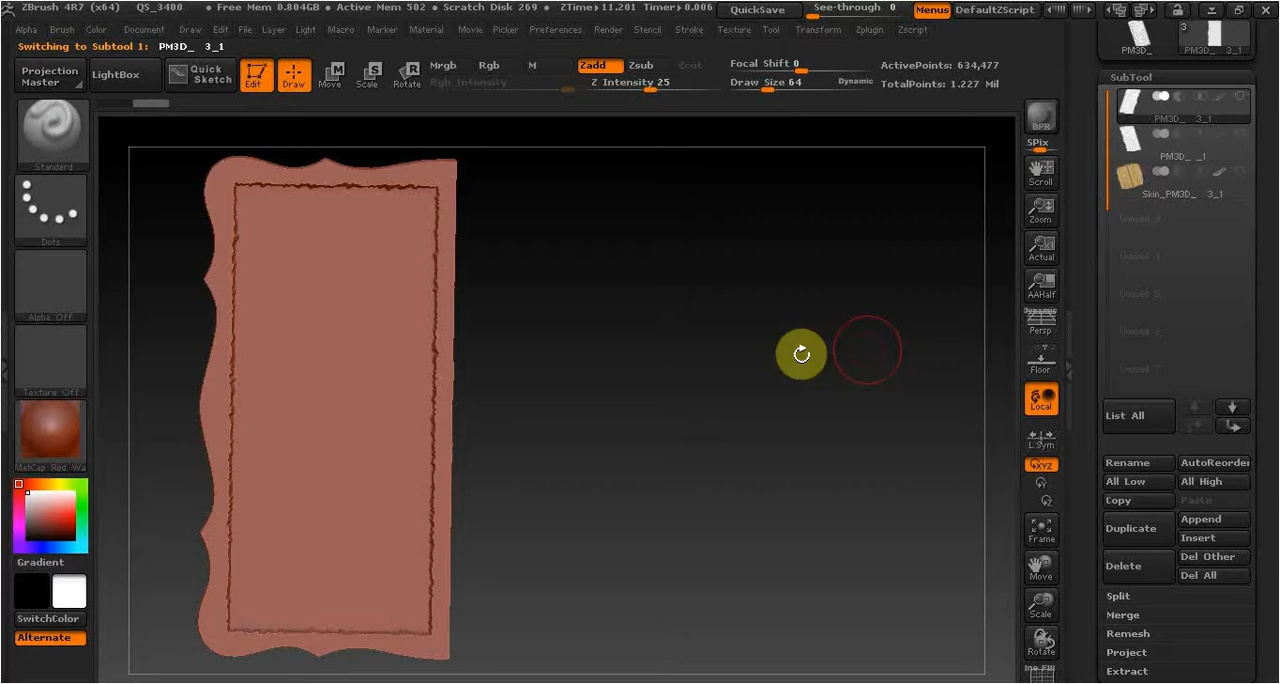 ZBrush 4R7 (x64) QS_3400 • Free Mem 0.804GB • Active Mem 502 • Scratch Disk 269 • ZTime▸11.201 Timer▸0.006 QuickSave See-through 0 Menus DefaultZScript
Alpha Brush Color Document Draw Edit File Layer Light Macro Marker Material Movie Picker Preferences Render Stencil Stroke Texture Tool Transform Zplugin Zscript
Switching to Subtool 1: PM3D_ 3_1
Projection Master
LightBox
Quick Sketch
Edit
Draw
Move
Scale
Rotate
Mrgb Rgb M
Rgb Intensity
Zadd Zsub Zcut
Z Intensity 25
Focal Shift 0
Draw Size 64 Dynamic
ActivePoints: 634,477
TotalPoints: 1.227 Mil
Standard
Dots
Alpha Off
Texture Off
MatCap Red Wa
Gradient
SwitchColor
Alternate
BPR
SPix
Scroll
Zoom
Actual
AAHalf
Dynamic
Persp
Floor
Local
L.Sym
XYZ
Y
Z
Frame
Move
Scale
Rotate
Line Fill
PM3D_
3
PM3D_ 3_1
SubTool
PM3D_ 3_1
PM3D_ _1
Skin_PM3D_ 3_1
List All
Rename AutoReorder
All Low All High
Copy Paste
Duplicate
Append
Insert
Delete
Del Other
Del All
Split
Merge
Remesh
Project
Extract